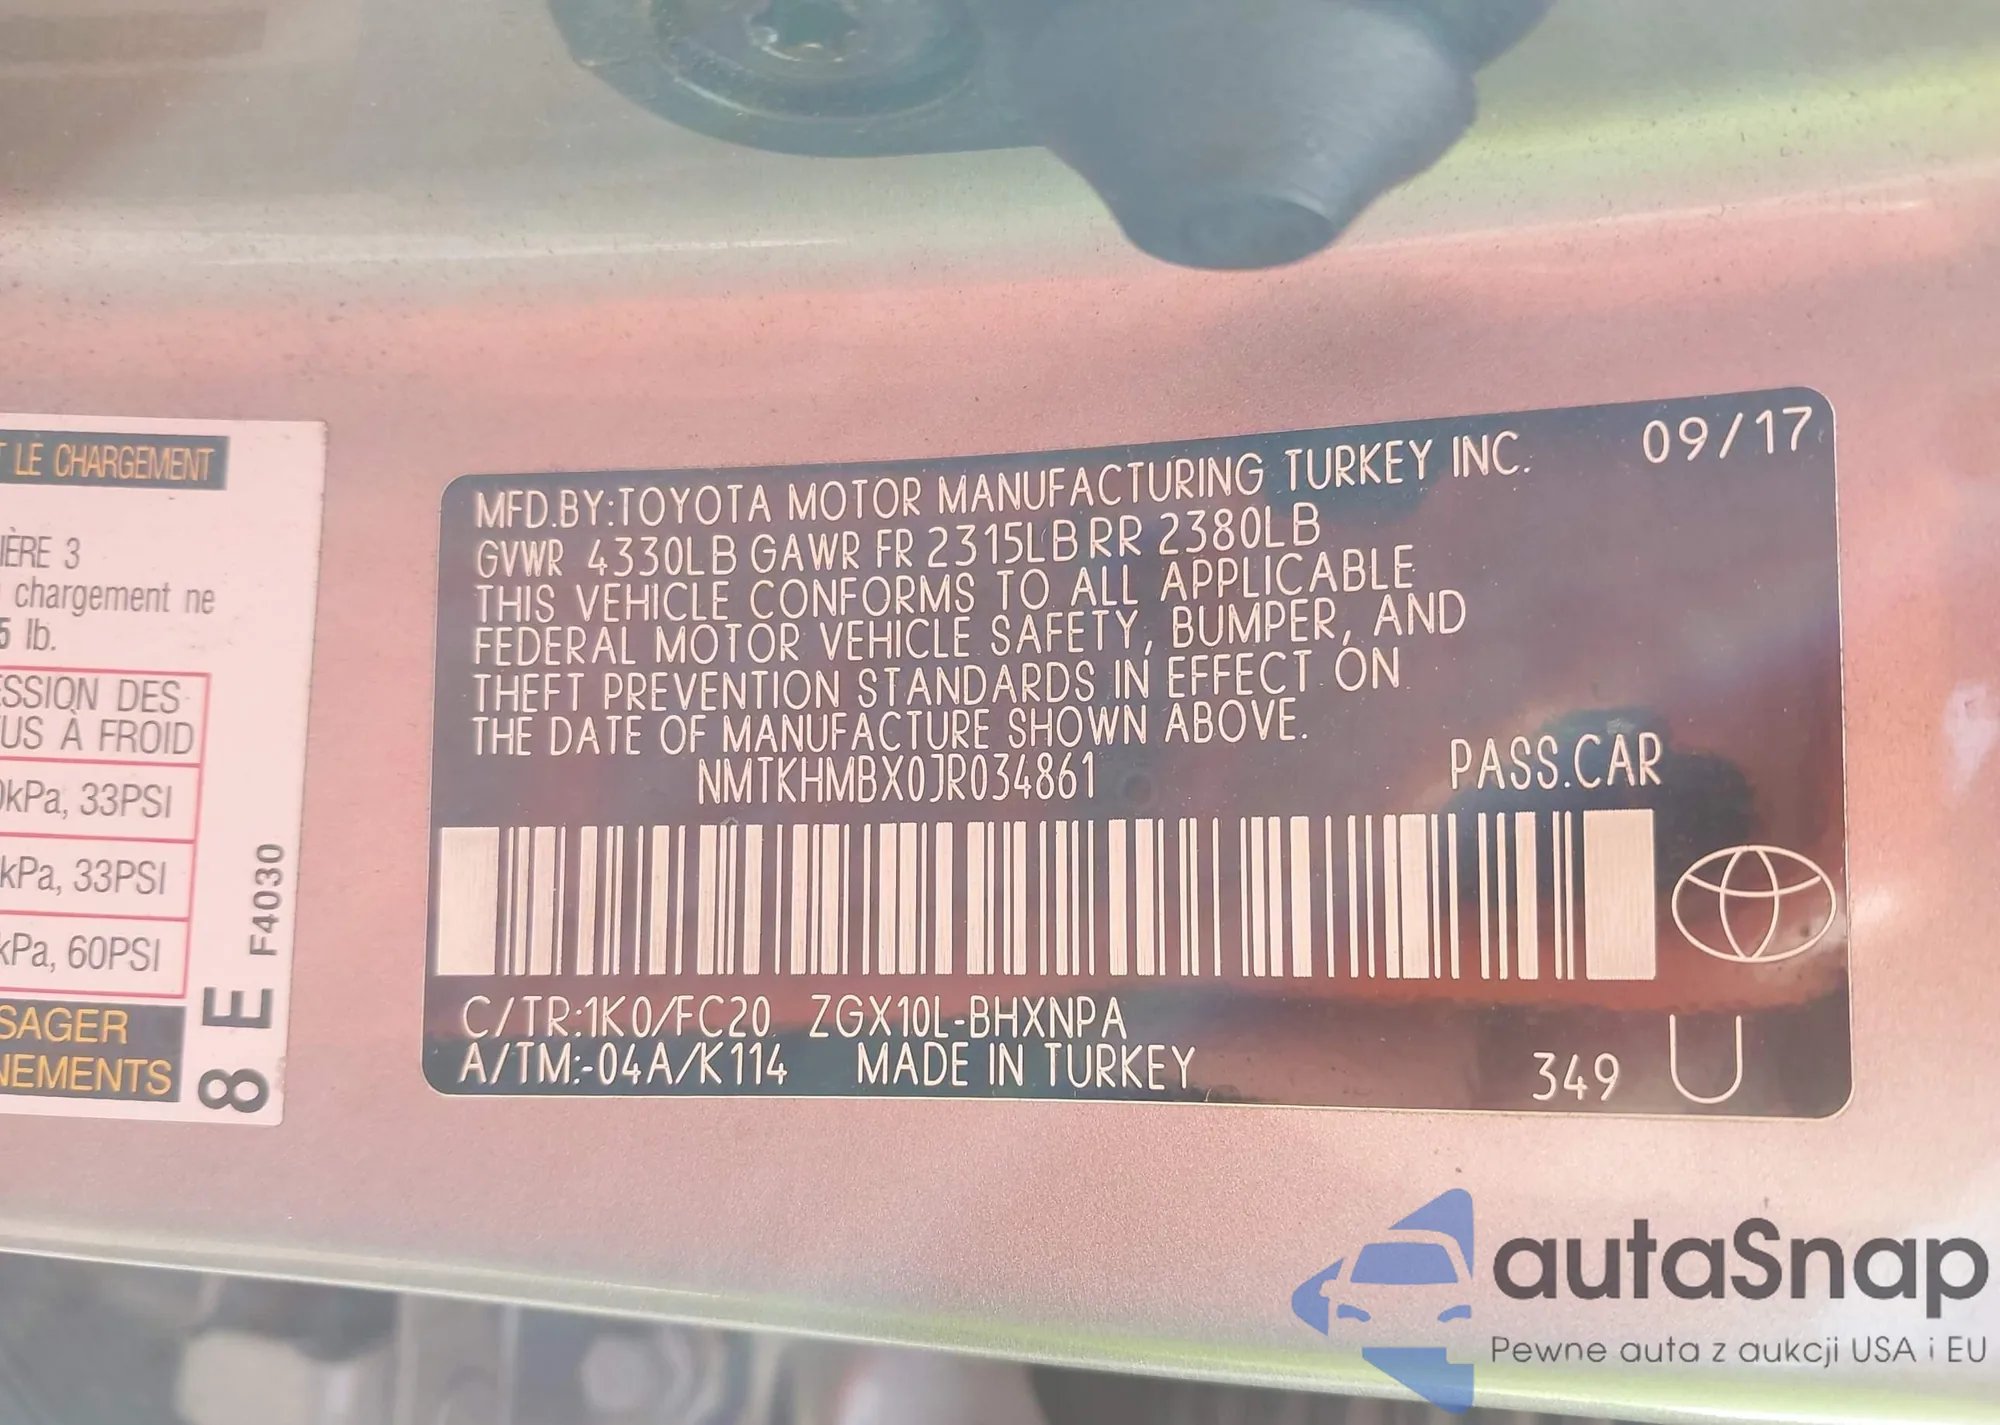 T LE CHARGEMENT
IÈRE 3
chargement ne
5 lb.
ESSION DES
US À FROID
0kPa, 33PSI
kPa, 33PSI
kPa, 60PSI
SAGER
NEMENTS
8 E F4030
MFD.BY:TOYOTA MOTOR MANUFACTURING TURKEY INC. 09/17
GVWR 4330LB GAWR FR 2315LB RR 2380LB
THIS VEHICLE CONFORMS TO ALL APPLICABLE
FEDERAL MOTOR VEHICLE SAFETY, BUMPER, AND
THEFT PREVENTION STANDARDS IN EFFECT ON
THE DATE OF MANUFACTURE SHOWN ABOVE.
NMTKHMBX0JR034861 PASS.CAR
C/TR:1K0/FC20 ZGX10L-BHXNPA
A/TM:-04A/K114 MADE IN TURKEY 349 U
autaSnap
Pewne auta z aukcji USA i EU